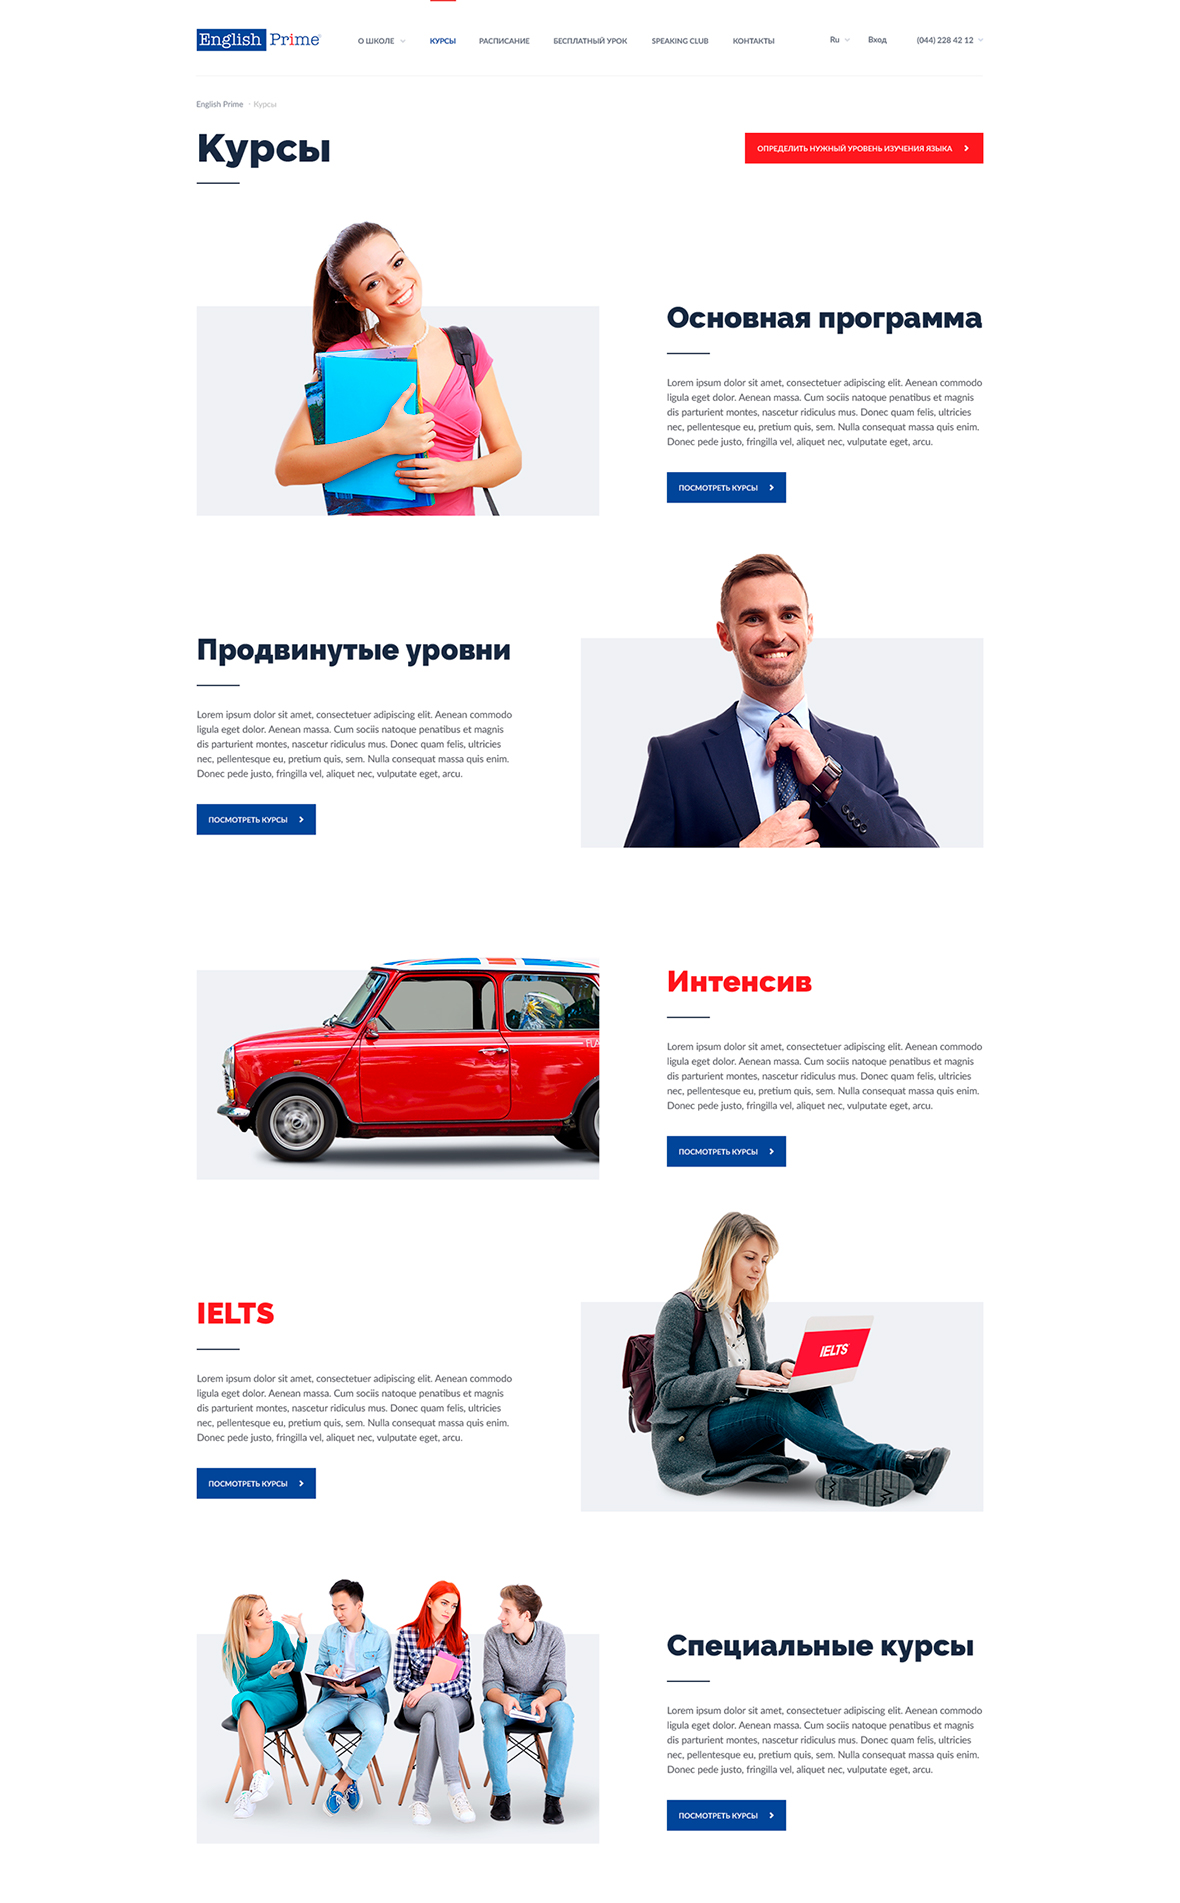 English Prime
О ШКОЛЕ
КУРСЫ
РАСПИСАНИЕ
БЕСПЛАТНЫЙ УРОК
SPEAKING CLUB
КОНТАКТЫ
Ru
Вход
(044) 228 42 12
English Prime
Курсы
Курсы
ОПРЕДЕЛИТЬ НУЖНЫЙ УРОВЕНЬ ИЗУЧЕНИЯ ЯЗЫКА
Основная программа
Lorem ipsum dolor sit amet, consectetuer adipiscing elit. Aenean commodo
ligula eget dolor. Aenean massa. Cum sociis natoque penatibus et magnis
dis parturient montes, nascetur ridiculus mus. Donec quam felis, ultricies
nec, pellentesque eu, pretium quis, sem. Nulla consequat massa quis enim.
Donec pede justo, fringilla vel, aliquet nec, vulputate eget, arcu.
ПОСМОТРЕТЬ КУРСЫ
Продвинутые уровни
Lorem ipsum dolor sit amet, consectetuer adipiscing elit. Aenean commodo
ligula eget dolor. Aenean massa. Cum sociis natoque penatibus et magnis
dis parturient montes, nascetur ridiculus mus. Donec quam felis, ultricies
nec, pellentesque eu, pretium quis, sem. Nulla consequat massa quis enim.
Donec pede justo, fringilla vel, aliquet nec, vulputate eget, arcu.
ПОСМОТРЕТЬ КУРСЫ
FLA
Интенсив
Lorem ipsum dolor sit amet, consectetuer adipiscing elit. Aenean commodo
ligula eget dolor. Aenean massa. Cum sociis natoque penatibus et magnis
dis parturient montes, nascetur ridiculus mus. Donec quam felis, ultricies
nec, pellentesque eu, pretium quis, sem. Nulla consequat massa quis enim.
Donec pede justo, fringilla vel, aliquet nec, vulputate eget, arcu.
ПОСМОТРЕТЬ КУРСЫ
IELTS
Lorem ipsum dolor sit amet, consectetuer adipiscing elit. Aenean commodo
ligula eget dolor. Aenean massa. Cum sociis natoque penatibus et magnis
dis parturient montes, nascetur ridiculus mus. Donec quam felis, ultricies
nec, pellentesque eu, pretium quis, sem. Nulla consequat massa quis enim.
Donec pede justo, fringilla vel, aliquet nec, vulputate eget, arcu.
ПОСМОТРЕТЬ КУРСЫ
IELTS
Специальные курсы
Lorem ipsum dolor sit amet, consectetuer adipiscing elit. Aenean commodo
ligula eget dolor. Aenean massa. Cum sociis natoque penatibus et magnis
dis parturient montes, nascetur ridiculus mus. Donec quam felis, ultricies
nec, pellentesque eu, pretium quis, sem. Nulla consequat massa quis enim.
Donec pede justo, fringilla vel, aliquet nec, vulputate eget, arcu.
ПОСМОТРЕТЬ КУРСЫ